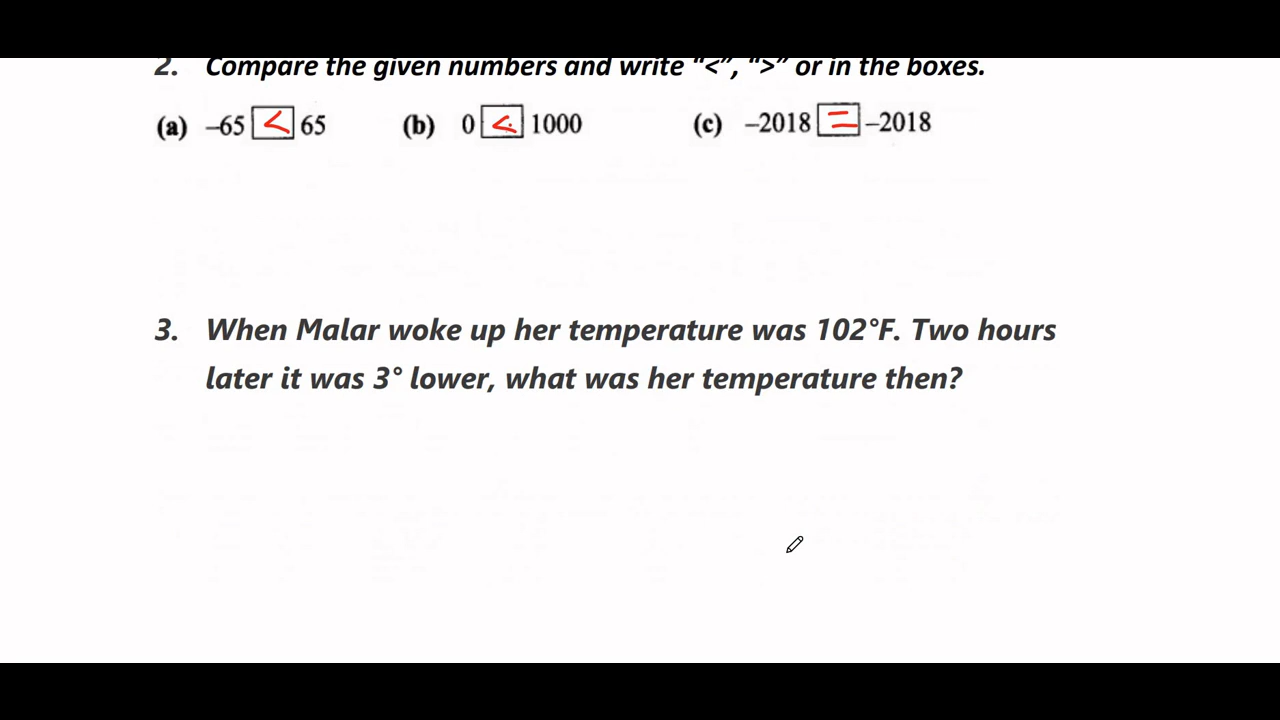 2. Compare the given numbers and write "<", ">" or in the boxes.
(a) –65 < 65 (b) 0 < 1000 (c) –2018 = –2018
3. When Malar woke up her temperature was 102°F. Two hours
later it was 3° lower, what was her temperature then?